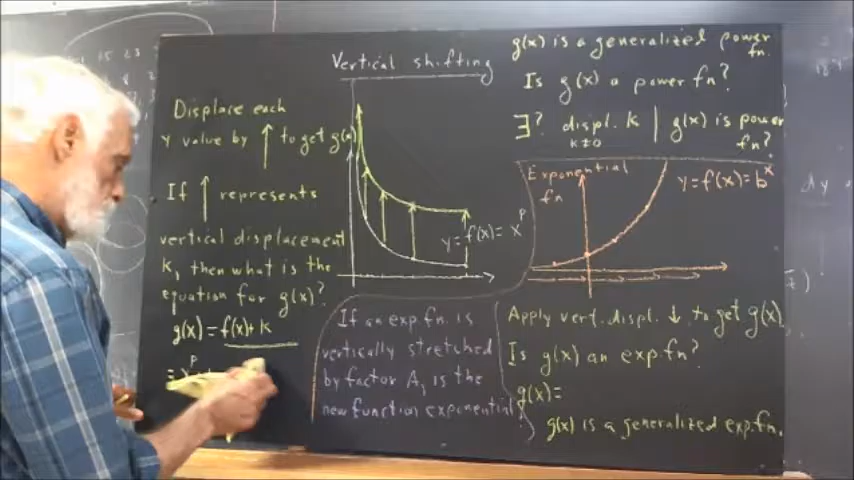 Vertical shifting
Displace each
y value by ↑ to get g(x)
If ↑ represents
vertical displacement
k, then what is the
equation for g(x)?
g(x) = f(x) + k
= x^p
y = f(x) = x^p
g(x) is a generalized power
fn.
Is g(x) a power fn?
∃? displ. k | g(x) is power
k≠0 fn?
Exponential
fn
y = f(x) = b^x
If an exp. fn. is
vertically stretched
by factor A, is the
new function exponential?
Apply vert. displ. ↓ to get g(x).
Is g(x) an exp. fn?
g(x) =
g(x) is a generalized exp. fn.
15 23
dy =